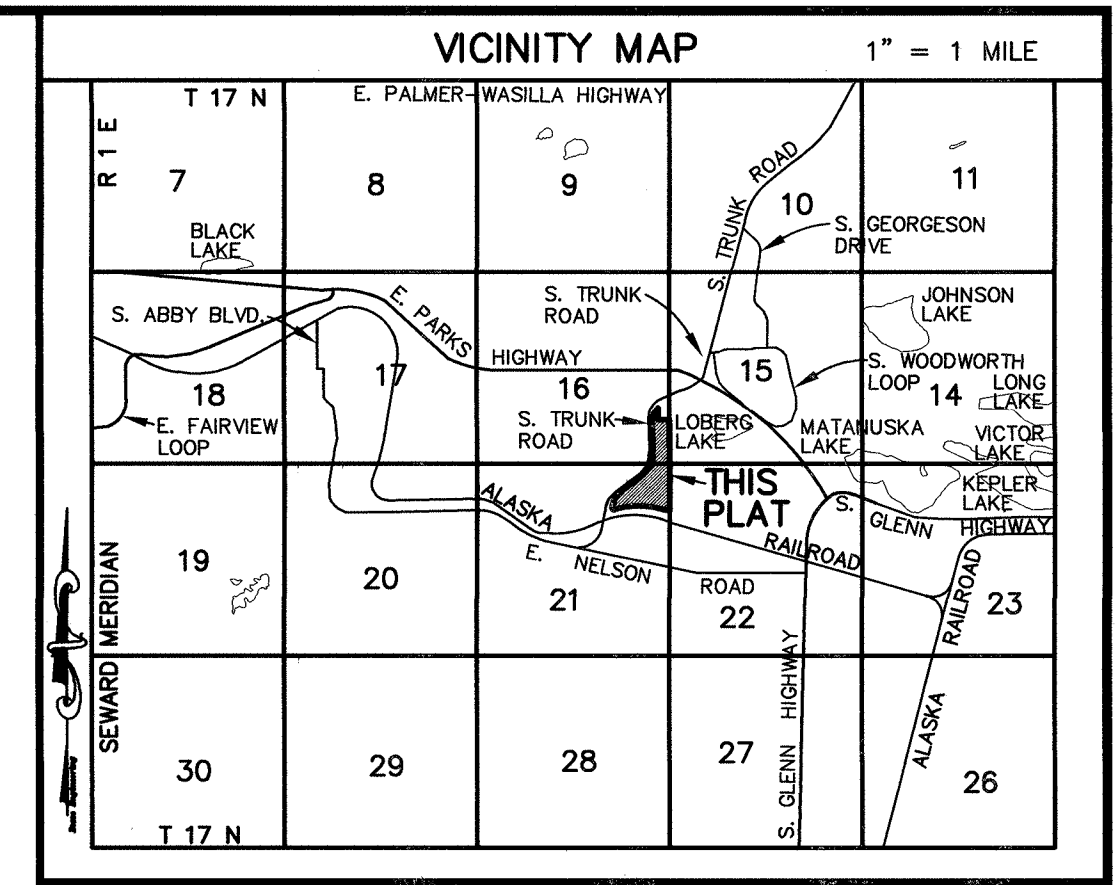 VICINITY MAP
1" = 1 MILE
T 17 N
E. PALMER-WASILLA HIGHWAY
R 1 E
7
8
9
10
11
S. TRUNK ROAD
BLACK
LAKE
S. GEORGESON
DRIVE
S. ABBY BLVD.
E. PARKS
HIGHWAY
S. TRUNK
ROAD
JOHNSON
LAKE
18
17
16
15
14
S. WOODWORTH
LOOP
LONG
LAKE
E. FAIRVIEW
LOOP
S. TRUNK
ROAD
LOBERG
LAKE
MATANUSKA
LAKE
VICTOR
LAKE
KEPLER
LAKE
THIS
PLAT
ALASKA
RAILROAD
E. NELSON
ROAD
S. GLENN HIGHWAY
SEWARD MERIDIAN
19
20
21
22
23
S. GLENN HIGHWAY
ALASKA RAILROAD
30
29
28
27
26
T 17 N